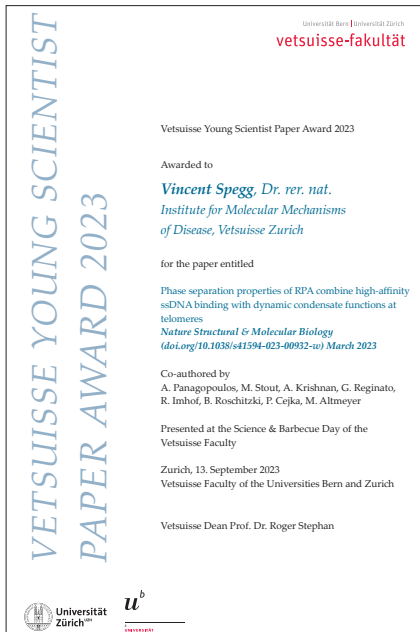 Universität Bern | Universität Zürich
vetsuisse-fakultät
VETSUISSE YOUNG SCIENTIST
PAPER AWARD 2023
Vetsuisse Young Scientist Paper Award 2023
Awarded to
Vincent Spegg, Dr. rer. nat.
Institute for Molecular Mechanisms
of Disease, Vetsuisse Zurich
for the paper entitled
Phase separation properties of RPA combine high-affinity
ssDNA binding with dynamic condensate functions at
telomeres
Nature Structural & Molecular Biology
(doi.org/10.1038/s41594-023-00932-w) March 2023
Co-authored by
A. Panagopoulos, M. Stout, A. Krishnan, G. Reginato,
R. Imhof, B. Roschitzki, P. Cejka, M. Altmeyer
Presented at the Science & Barbecue Day of the
Vetsuisse Faculty
Zurich, 13. September 2023
Vetsuisse Faculty of the Universities Bern and Zurich
Vetsuisse Dean Prof. Dr. Roger Stephan
Universität
Zürich UZH
u b
UNIVERSITÄT